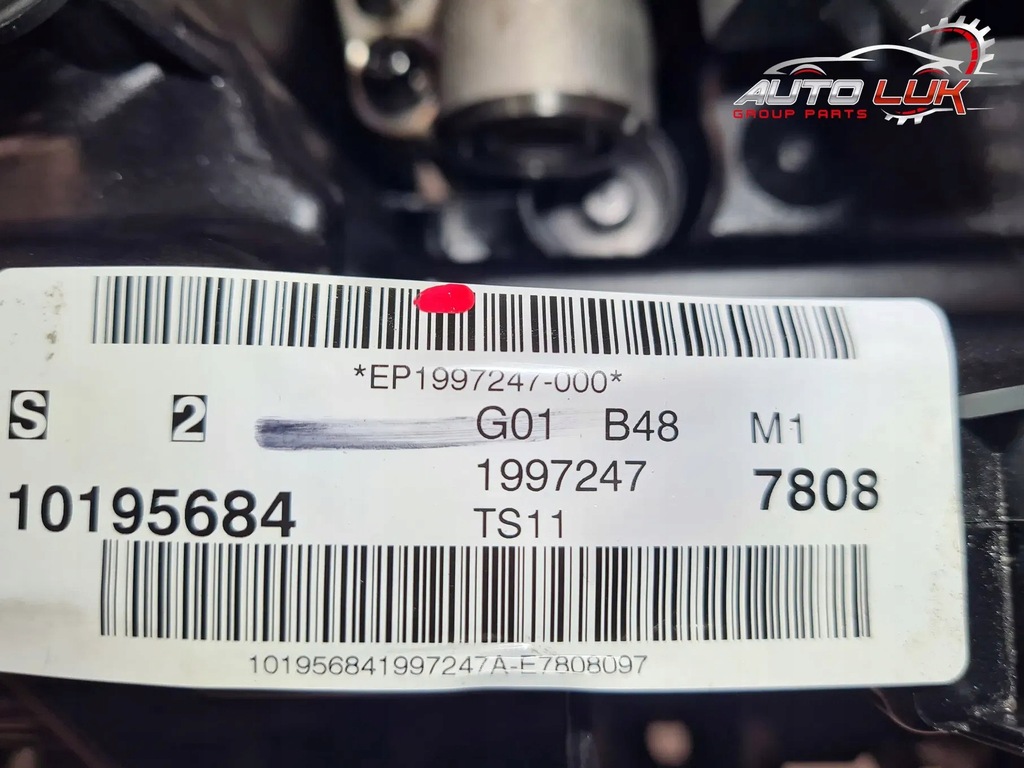 AUTO LUK
GROUP PARTS
*EP1997247-000*
S 2 G01 B48 M1
1997247
10195684 7808
TS11
101956841997247A-E7808097